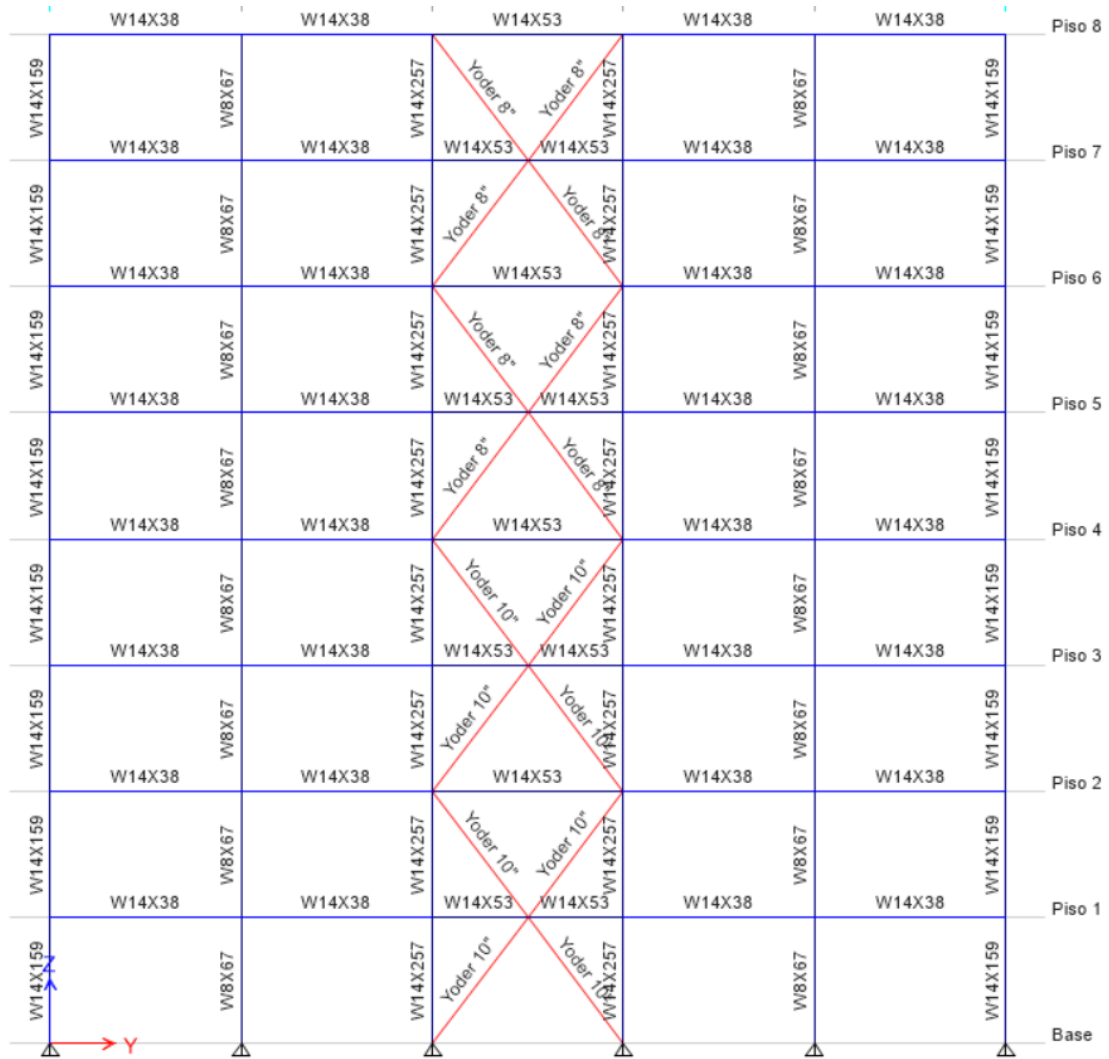 W14X38 W14X38 W14X53 W14X38 W14X38 Piso 8
W14X159 W8X67 W14X257 Yoder 8" Yoder 8" W14X257 W8X67 W14X159
W14X38 W14X38 W14X53 W14X53 W14X38 W14X38 Piso 7
W14X159 W8X67 W14X257 Yoder 8" Yoder 8" W14X257 W8X67 W14X159
W14X38 W14X38 W14X53 W14X38 W14X38 Piso 6
W14X159 W8X67 W14X257 Yoder 8" Yoder 8" W14X257 W8X67 W14X159
W14X38 W14X38 W14X53 W14X53 W14X38 W14X38 Piso 5
W14X159 W8X67 W14X257 Yoder 8" Yoder 8" W14X257 W8X67 W14X159
W14X38 W14X38 W14X53 W14X38 W14X38 Piso 4
W14X159 W8X67 W14X257 Yoder 10" Yoder 10" W14X257 W8X67 W14X159
W14X38 W14X38 W14X53 W14X53 W14X38 W14X38 Piso 3
W14X159 W8X67 W14X257 Yoder 10" Yoder 10" W14X257 W8X67 W14X159
W14X38 W14X38 W14X53 W14X38 W14X38 Piso 2
W14X159 W8X67 W14X257 Yoder 10" Yoder 10" W14X257 W8X67 W14X159
W14X38 W14X38 W14X53 W14X53 W14X38 W14X38 Piso 1
W14X159 W8X67 W14X257 Yoder 10" Yoder 10" W14X257 W8X67 W14X159
Z
Y
Base